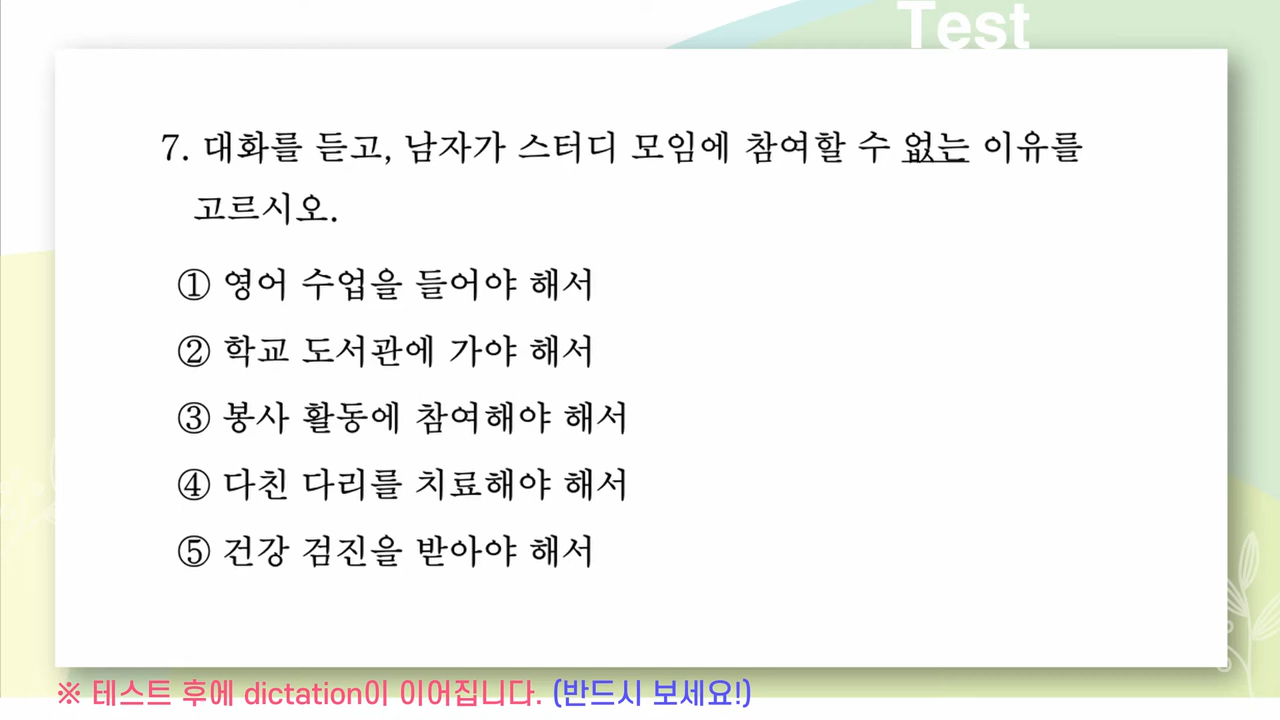 Test
7. 대화를 듣고, 남자가 스터디 모임에 참여할 수 없는 이유를
고르시오.
① 영어 수업을 들어야 해서
② 학교 도서관에 가야 해서
③ 봉사 활동에 참여해야 해서
④ 다친 다리를 치료해야 해서
⑤ 건강 검진을 받아야 해서
※ 테스트 후에 dictation이 이어집니다. (반드시 보세요!)